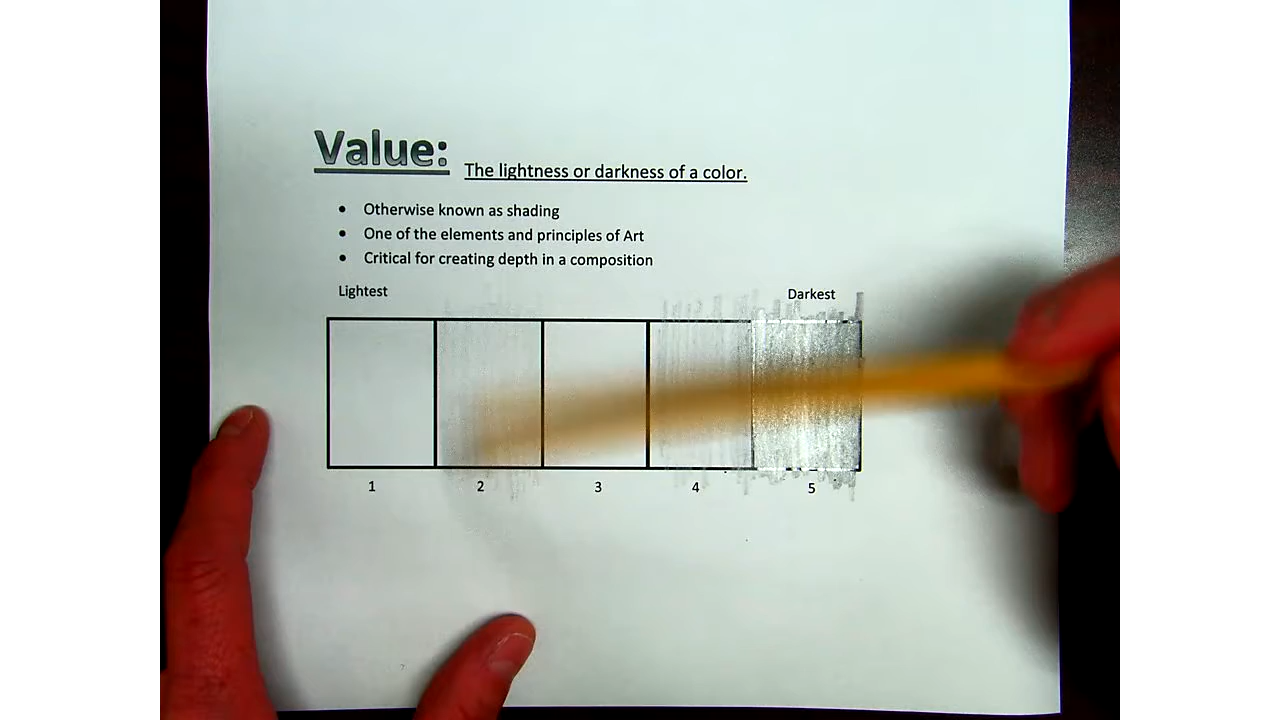 Value: The lightness or darkness of a color.
• Otherwise known as shading
• One of the elements and principles of Art
• Critical for creating depth in a composition
Lightest Darkest
1 2 3 4 5